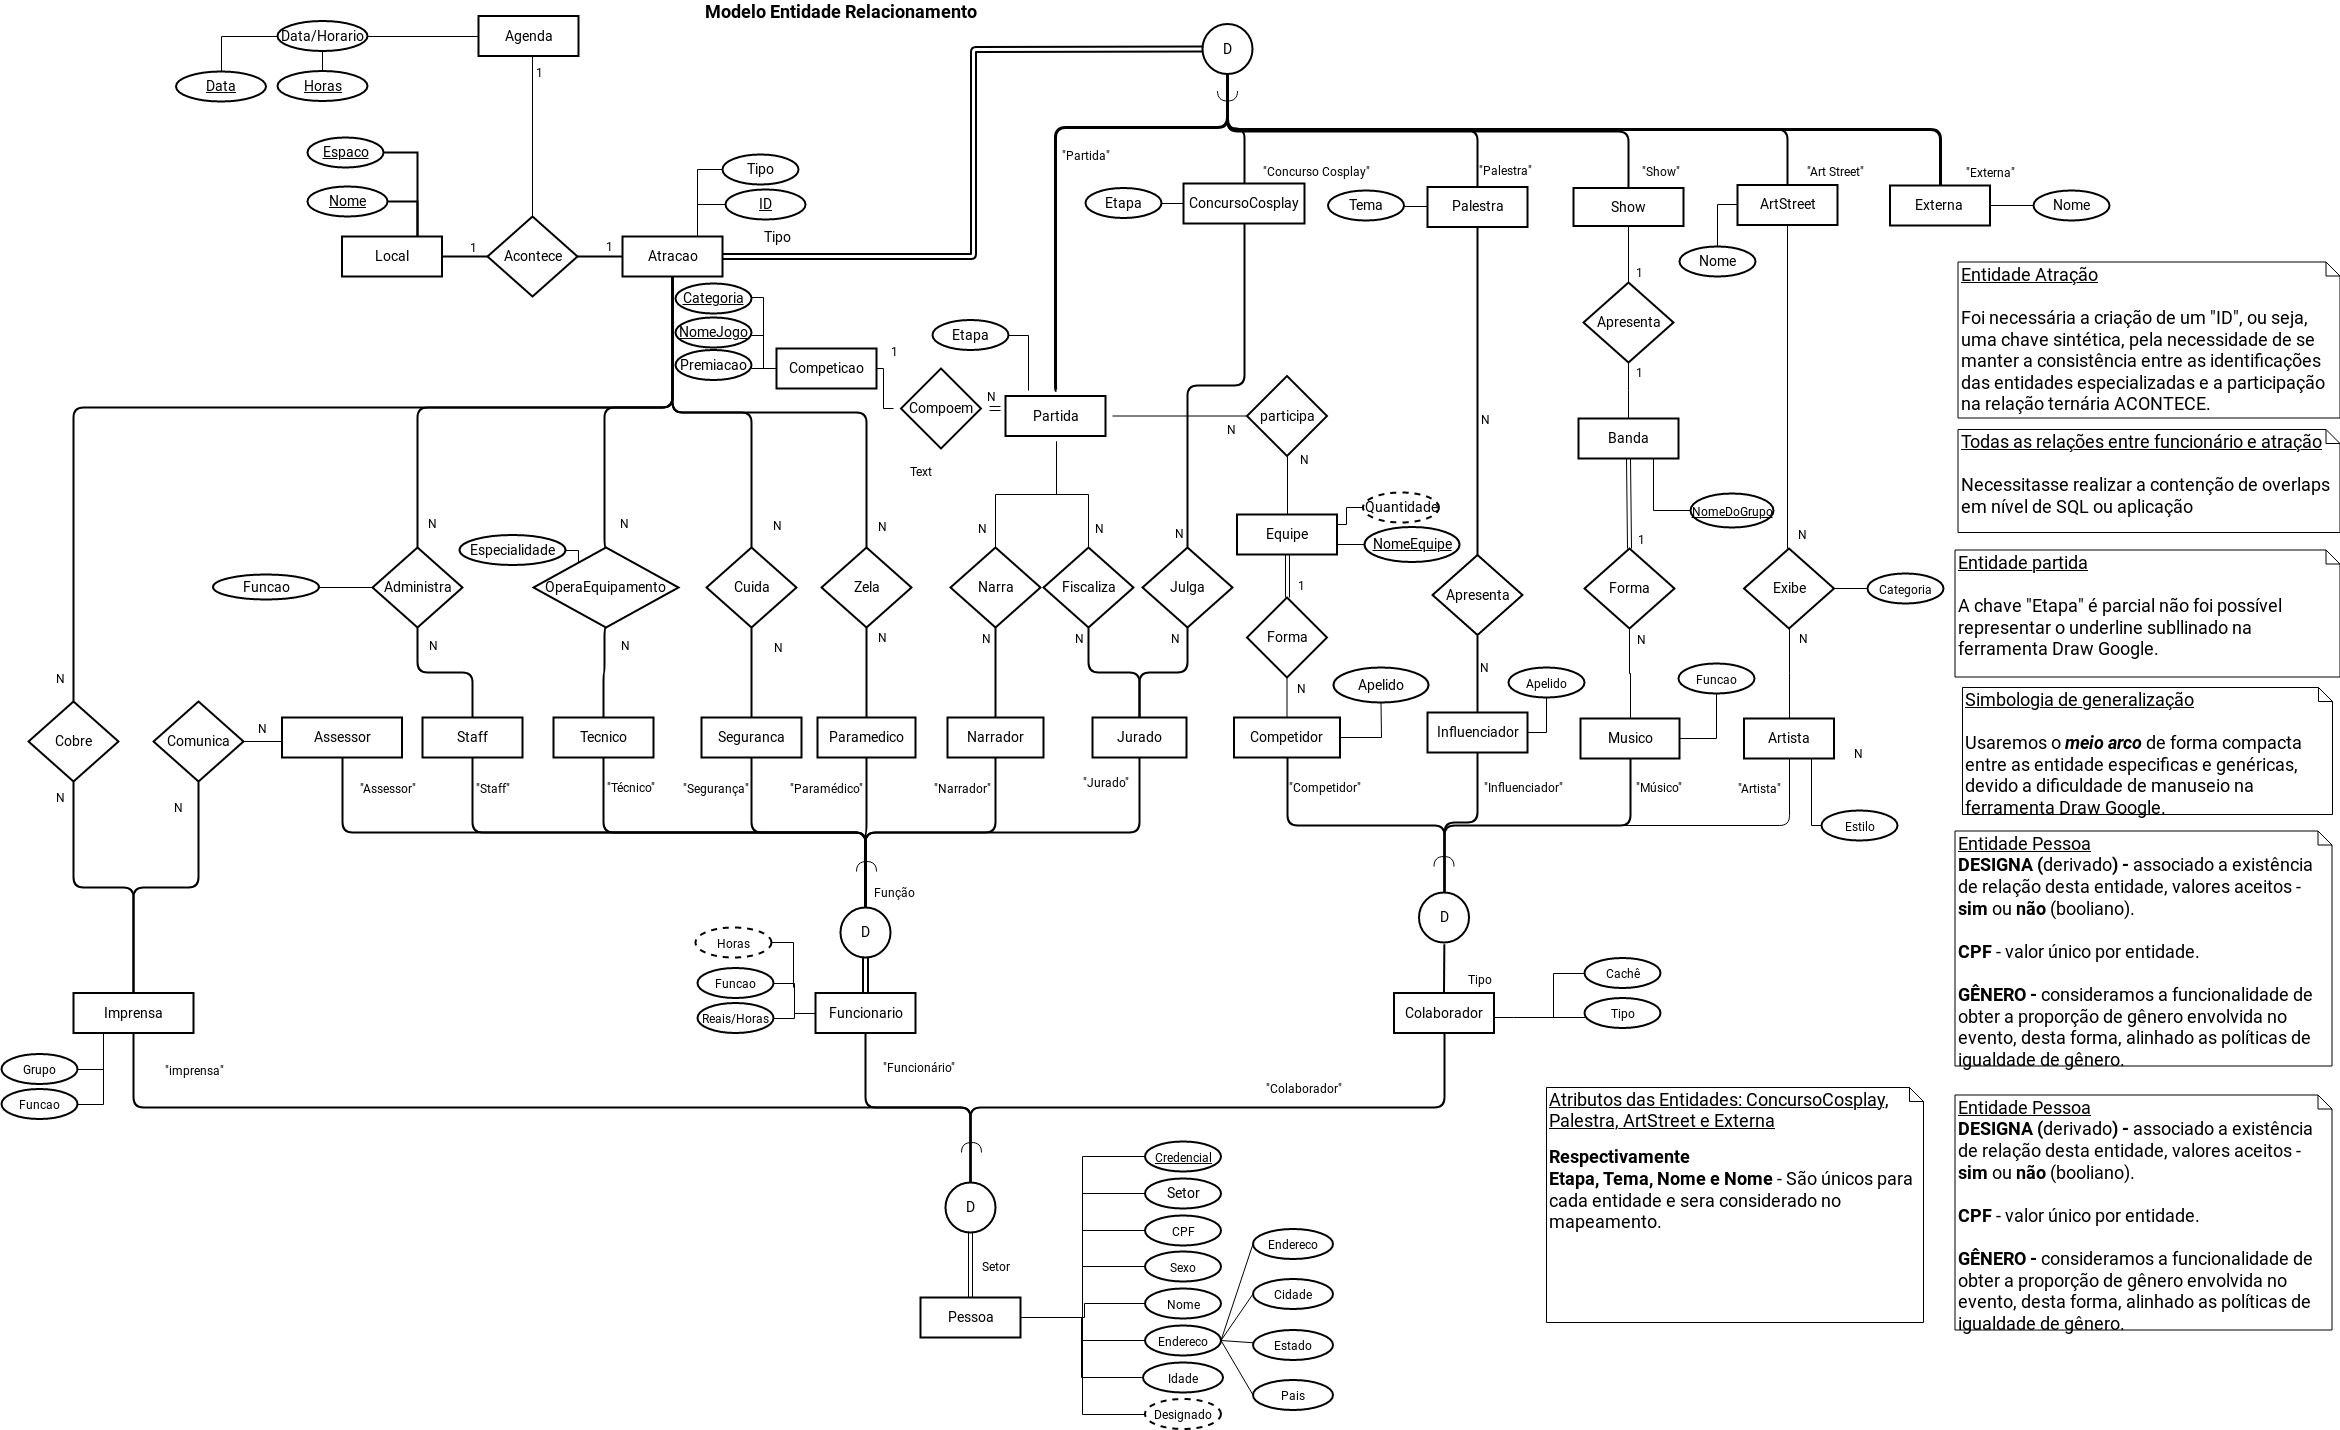 Modelo Entidade Relacionamento
Data/Horario
Agenda
D
1
Data
Horas
Espaco
Nome
Tipo
ID
Tipo
Local
1
Acontece
1
Atracao
"Partida"
"Concurso Cosplay"
"Palestra"
"Show"
"Art Street"
"Externa"
Etapa
ConcursoCosplay
Tema
Palestra
Show
ArtStreet
Externa
Nome
Nome
Categoria
NomeJogo
Premiacao
Competicao
1
Etapa
Compoem
N
Partida
Text
participa
N
N
1
Apresenta
1
Banda
N
NomeDoGrupo
Quantidade
Equipe
NomeEquipe
N
N
N
N
N
N
N
1
1
N
Especialidade
Funcao
Administra
OperaEquipamento
Cuida
Zela
Narra
Fiscaliza
Julga
Forma
Apresenta
Forma
Exibe
Categoria
N
N
N
N
N
N
N
N
N
N
N
N
Apelido
Apelido
Funcao
Cobre
Comunica
N
Assessor
Staff
Tecnico
Seguranca
Paramedico
Narrador
Jurado
Competidor
Influenciador
Musico
Artista
N
N
N
"Assessor"
"Staff"
"Técnico"
"Segurança"
"Paramédico"
"Narrador"
"Jurado"
"Competidor"
"Influenciador"
"Músico"
"Artista"
Estilo
Função
D
D
Horas
Funcao
Reais/Horas
Tipo
Cachê
Tipo
Imprensa
Funcionario
Colaborador
Grupo
Funcao
"imprensa"
"Funcionário"
"Colaborador"
D
Setor
Pessoa
Credencial
Setor
CPF
Sexo
Nome
Endereco
Idade
Designado
Endereco
Cidade
Estado
Pais
Entidade Atração
Foi necessária a criação de um "ID", ou seja,
uma chave sintética, pela necessidade de se
manter a consistência entre as identificações
das entidades especializadas e a participação
na relação ternária ACONTECE.
Todas as relações entre funcionário e atração
Necessitasse realizar a contenção de overlaps
em nível de SQL ou aplicação
Entidade partida
A chave "Etapa" é parcial não foi possível
representar o underline subllinado na
ferramenta Draw Google.
Simbologia de generalização
Usaremos o meio arco de forma compacta
entre as entidade especificas e genéricas,
devido a dificuldade de manuseio na
ferramenta Draw Google.
Entidade Pessoa
DESIGNA (derivado) - associado a existência
de relação desta entidade, valores aceitos -
sim ou não (booliano).
CPF - valor único por entidade.
GÊNERO - consideramos a funcionalidade de
obter a proporção de gênero envolvida no
evento, desta forma, alinhado as políticas de
igualdade de gênero.
Atributos das Entidades: ConcursoCosplay,
Palestra, ArtStreet e Externa
Respectivamente
Etapa, Tema, Nome e Nome - São únicos para
cada entidade e sera considerado no
mapeamento.
Entidade Pessoa
DESIGNA (derivado) - associado a existência
de relação desta entidade, valores aceitos -
sim ou não (booliano).
CPF - valor único por entidade.
GÊNERO - consideramos a funcionalidade de
obter a proporção de gênero envolvida no
evento, desta forma, alinhado as políticas de
igualdade de gênero.